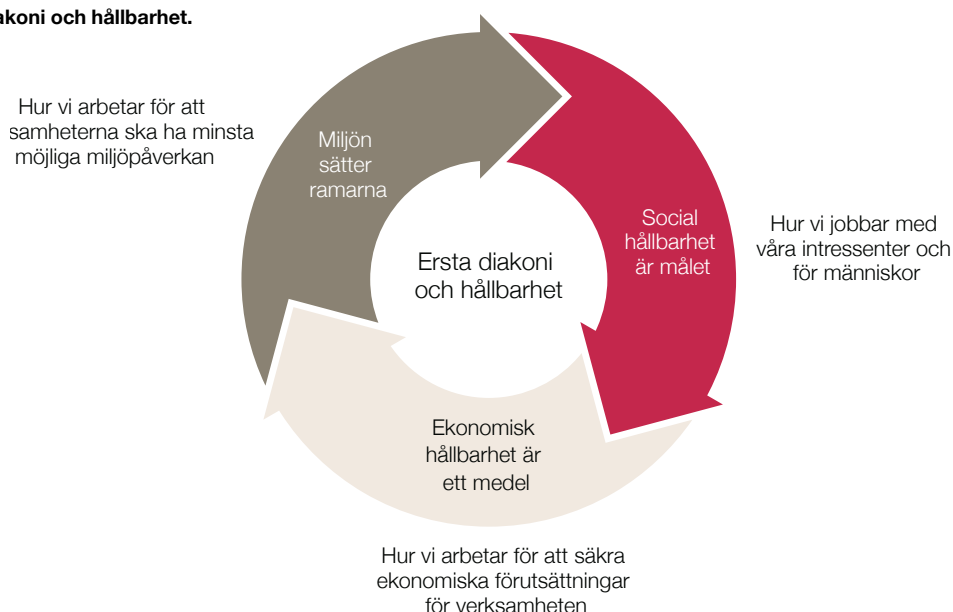 akoni och hållbarhet.
Hur vi arbetar för att
samheterna ska ha minsta
möjliga miljöpåverkan
Miljön
sätter
ramarna
Social
hållbarhet
är målet
Hur vi jobbar med
våra intressenter och
för människor
Ersta diakoni
och hållbarhet
Ekonomisk
hållbarhet är
ett medel
Hur vi arbetar för att säkra
ekonomiska förutsättningar
för verksamheten